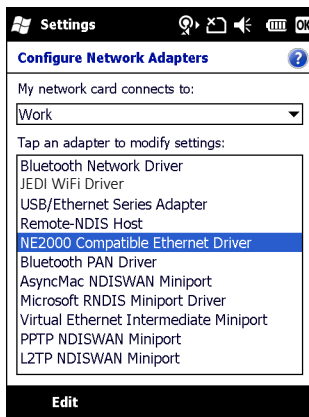 Settings
OK
Configure Network Adapters
?
My network card connects to:
Work
Tap an adapter to modify settings:
Bluetooth Network Driver
JEDI WiFi Driver
USB/Ethernet Series Adapter
Remote-NDIS Host
NE2000 Compatible Ethernet Driver
Bluetooth PAN Driver
AsyncMac NDISWAN Miniport
Microsoft RNDIS Miniport Driver
Virtual Ethernet Intermediate Miniport
PPTP NDISWAN Miniport
L2TP NDISWAN Miniport
Edit